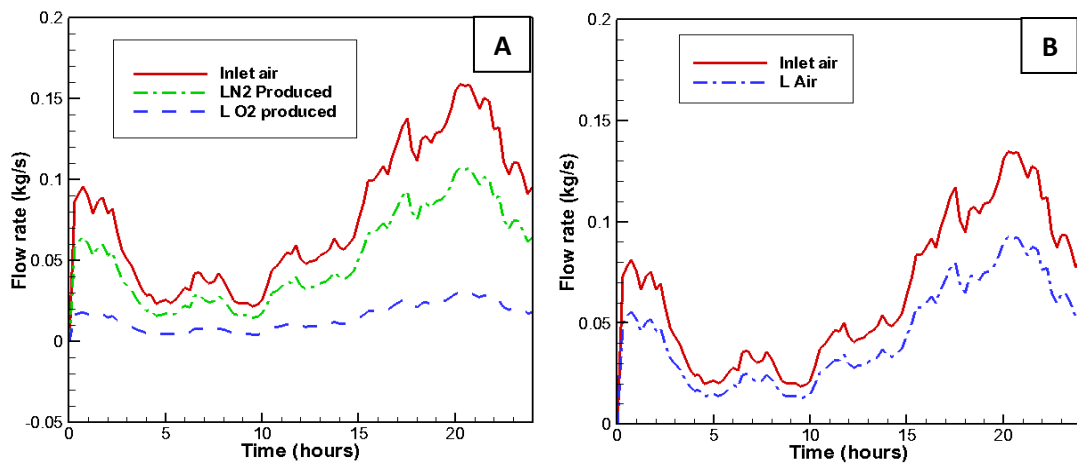 A
Inlet air
LN2 Produced
L O2 produced
0.2
0.15
0.1
0.05
0
-0.05
Flow rate (kg/s)
0
5
10
15
20
Time (hours)
B
Inlet air
L Air
0.2
0.15
0.1
0.05
0
Flow rate (kg/s)
0
5
10
15
20
Time (hours)